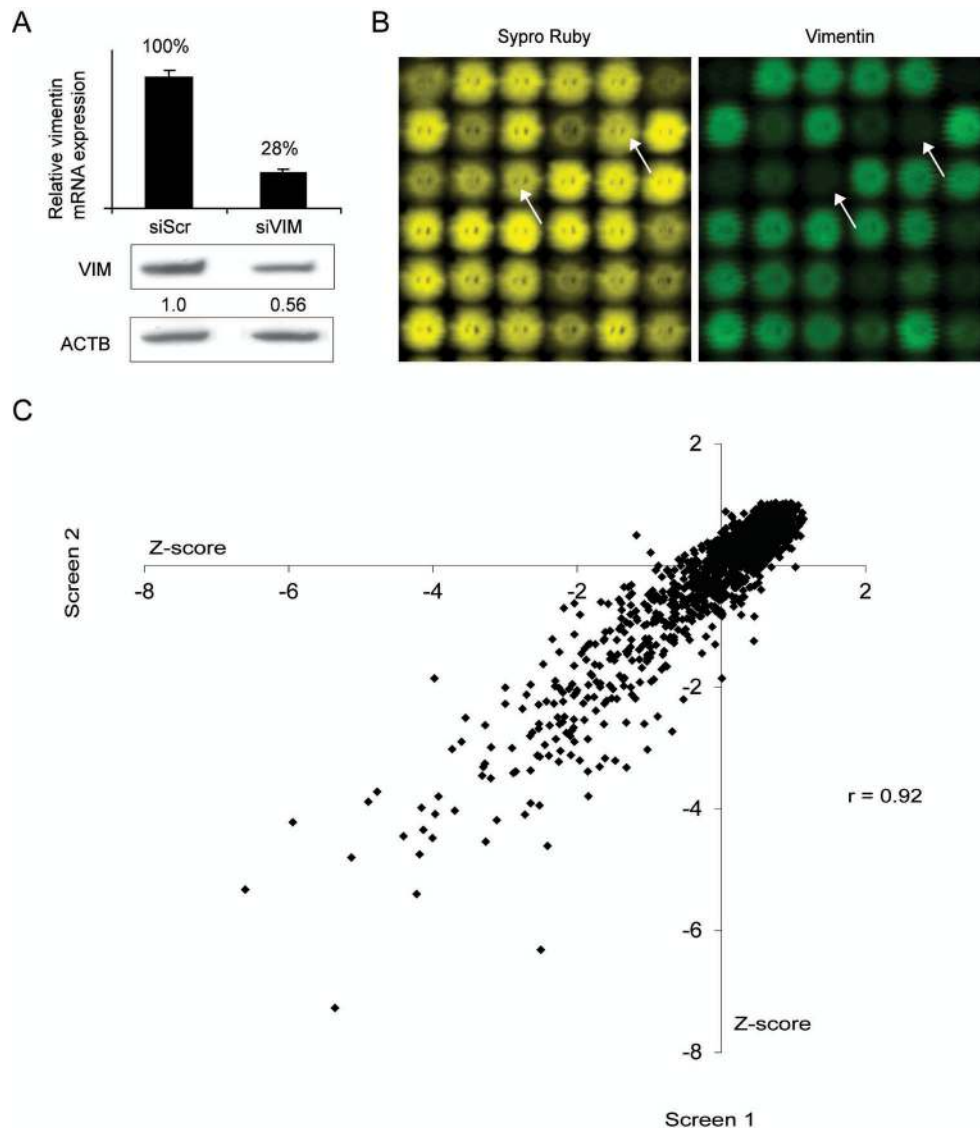 A
100%
28%
Relative vimentin
mRNA expression
siScr
siVIM
VIM
1.0
0.56
ACTB
B
Sypro Ruby
Vimentin
C
Screen 2
Z-score
2
-8
-6
-4
-2
2
-2
r = 0.92
-4
-6
Z-score
-8
Screen 1